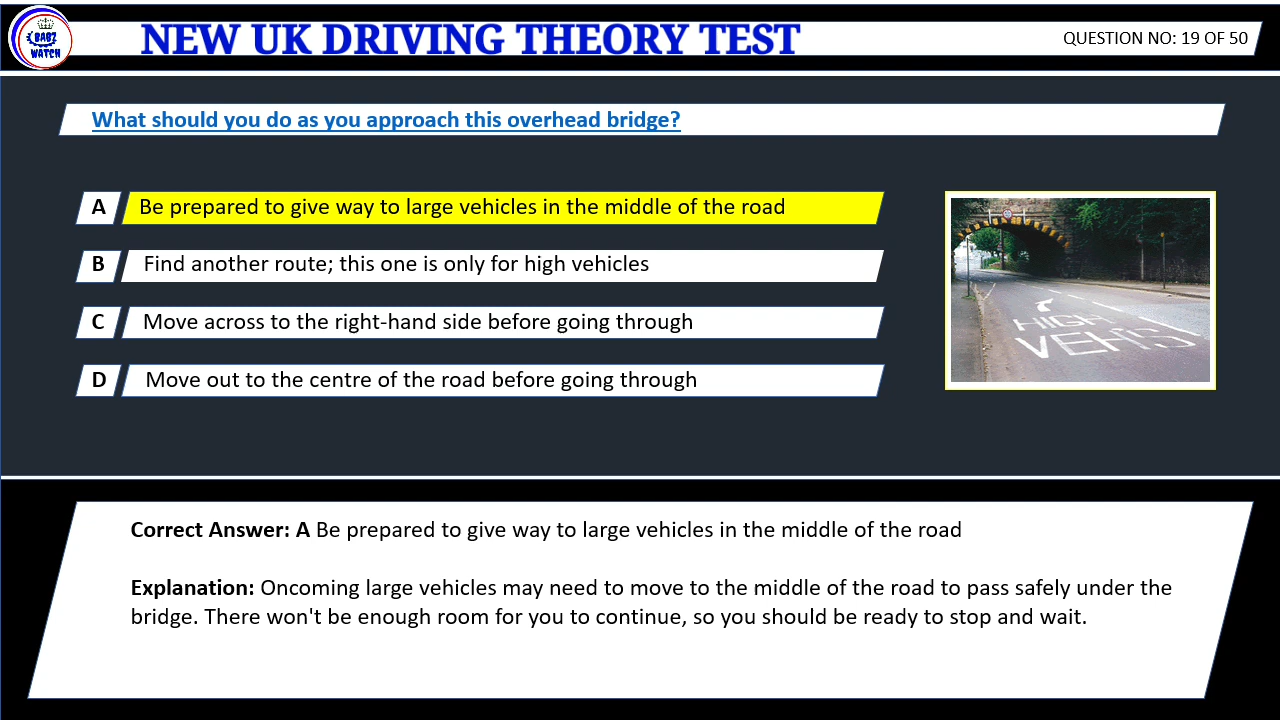 BABZ
WATCH
NEW UK DRIVING THEORY TEST
QUESTION NO: 19 OF 50
What should you do as you approach this overhead bridge?
A Be prepared to give way to large vehicles in the middle of the road
B Find another route; this one is only for high vehicles
C Move across to the right-hand side before going through
D Move out to the centre of the road before going through
HIGH
VEHS
Correct Answer: A Be prepared to give way to large vehicles in the middle of the road
Explanation: Oncoming large vehicles may need to move to the middle of the road to pass safely under the
bridge. There won't be enough room for you to continue, so you should be ready to stop and wait.